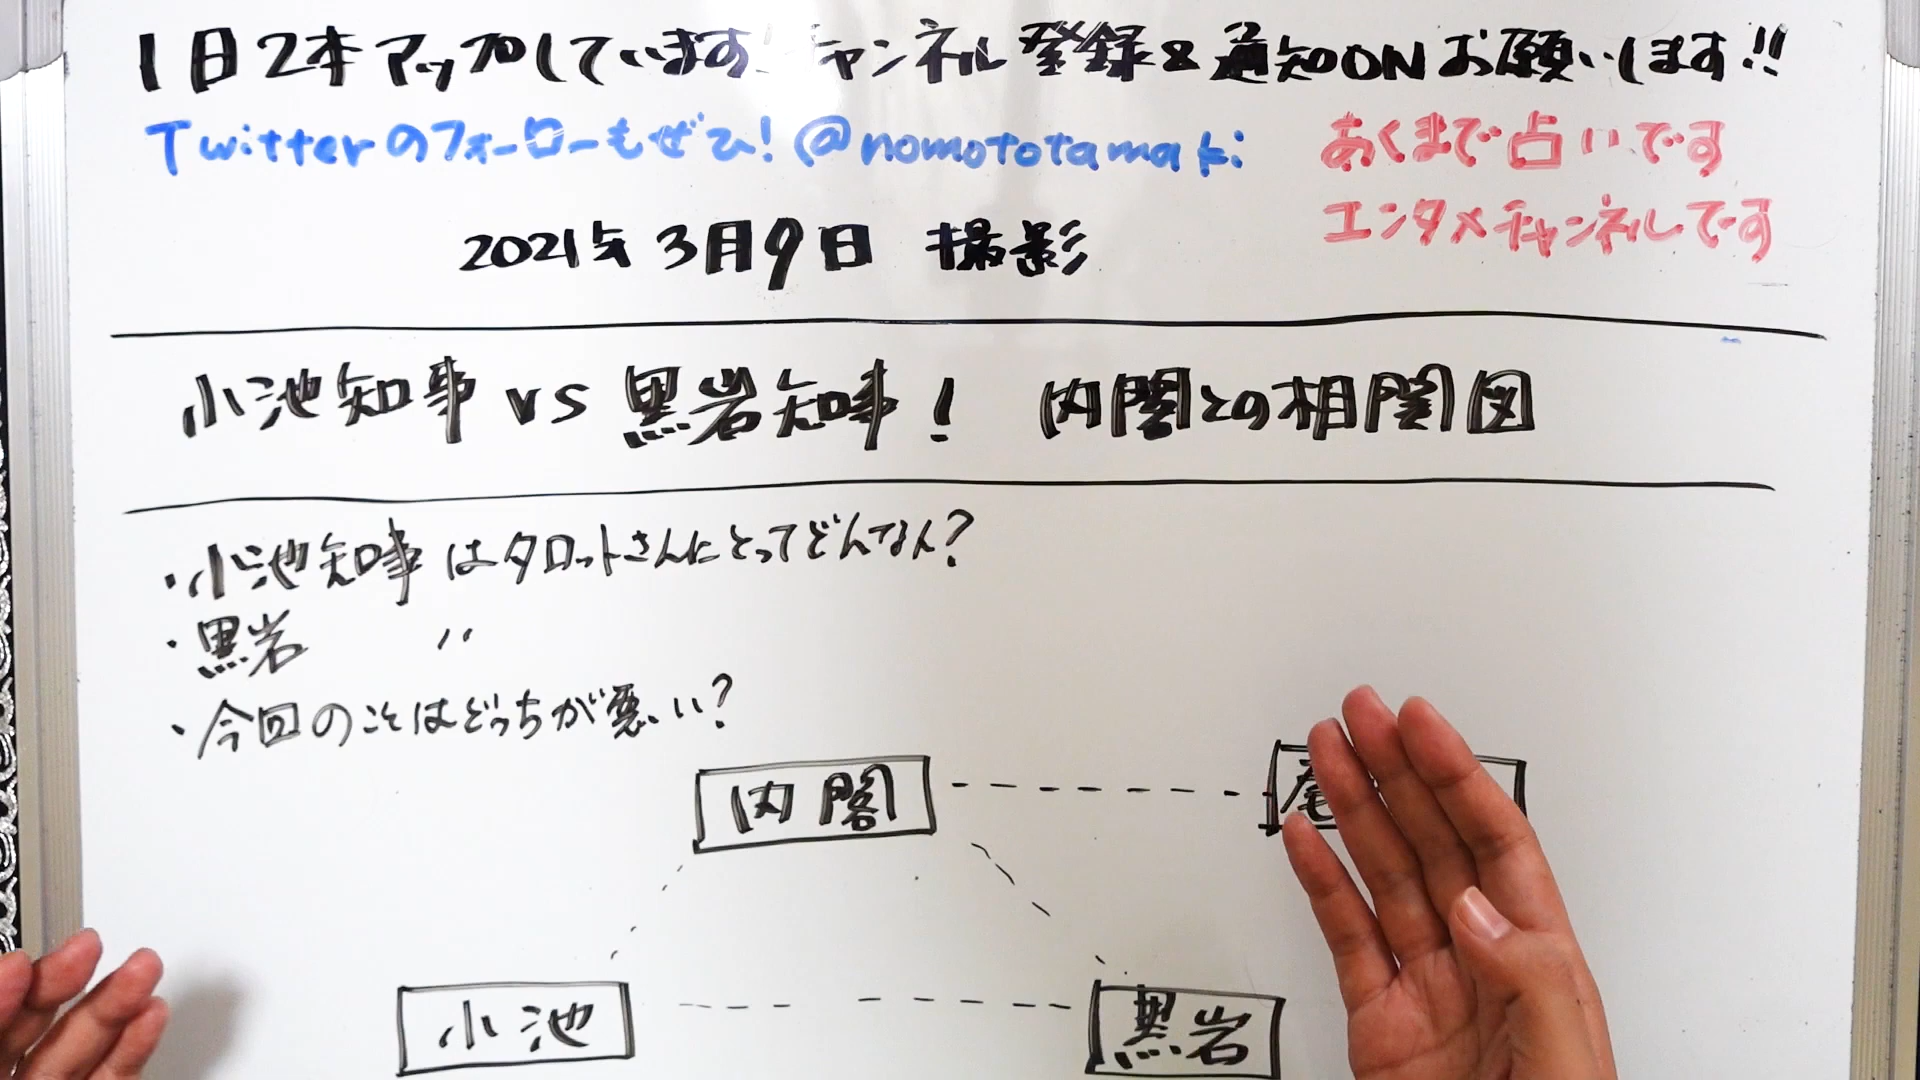 1日2本アップしています! チャンネル登録&通知ONお願いします!!
Twitterのフォローもぜひ! @nomototamaki
あくまで占いです
エンタメチャンネルです
2021年3月9日 撮影
小池知事 vs 黒岩知事! 内閣との相関図
・小池知事はタロットさんにとってどんな人?
・黒岩 〃
・今回のことはどっちが悪い?
内閣
尾
小池
黒岩